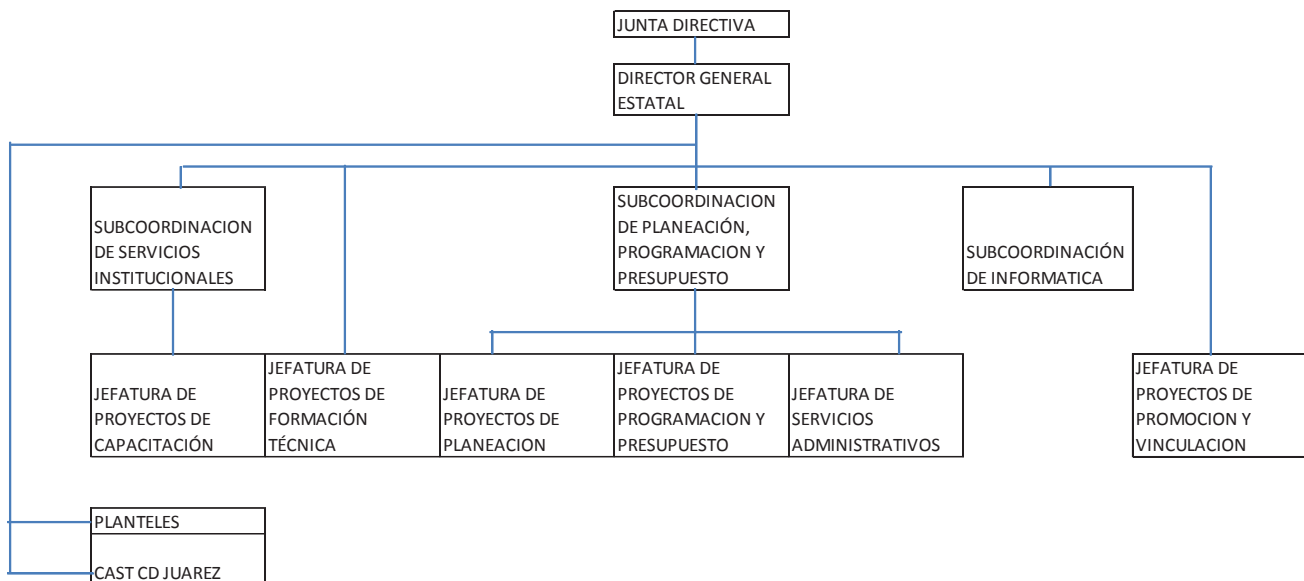 JUNTA DIRECTIVA
DIRECTOR GENERAL
ESTATAL
SUBCOORDINACION
DE SERVICIOS
INSTITUCIONALES
SUBCOORDINACION
DE PLANEACIÓN,
PROGRAMACION Y
PRESUPUESTO
SUBCOORDINACIÓN
DE INFORMATICA
JEFATURA DE
PROYECTOS DE
CAPACITACIÓN
JEFATURA DE
PROYECTOS DE
FORMACIÓN
TÉCNICA
JEFATURA DE
PROYECTOS DE
PLANEACION
JEFATURA DE
PROYECTOS DE
PROGRAMACION Y
PRESUPUESTO
JEFATURA DE
SERVICIOS
ADMINISTRATIVOS
JEFATURA DE
PROYECTOS DE
PROMOCION Y
VINCULACION
PLANTELES
CAST CD JUAREZ